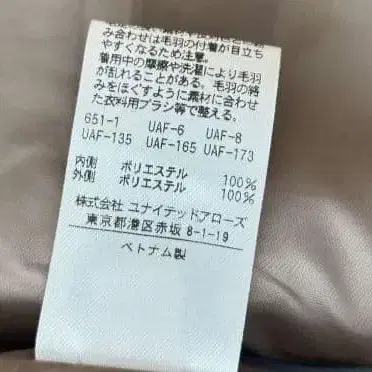 み合わせは毛羽の付着が目立ち
やすくなるため注意。
着用中の摩擦や洗濯により毛羽
が乱れることがある。毛羽の絡
みをほぐすように素材に合わせ
た衣料用ブラシ等で整える。
651-1 UAF-6 UAF-8
UAF-135 UAF-165 UAF-173
内側 ポリエステル 100%
外側 ポリエステル 100%
株式会社 ユナイテッドアローズ
東京都港区赤坂 8-1-19
ベトナム製